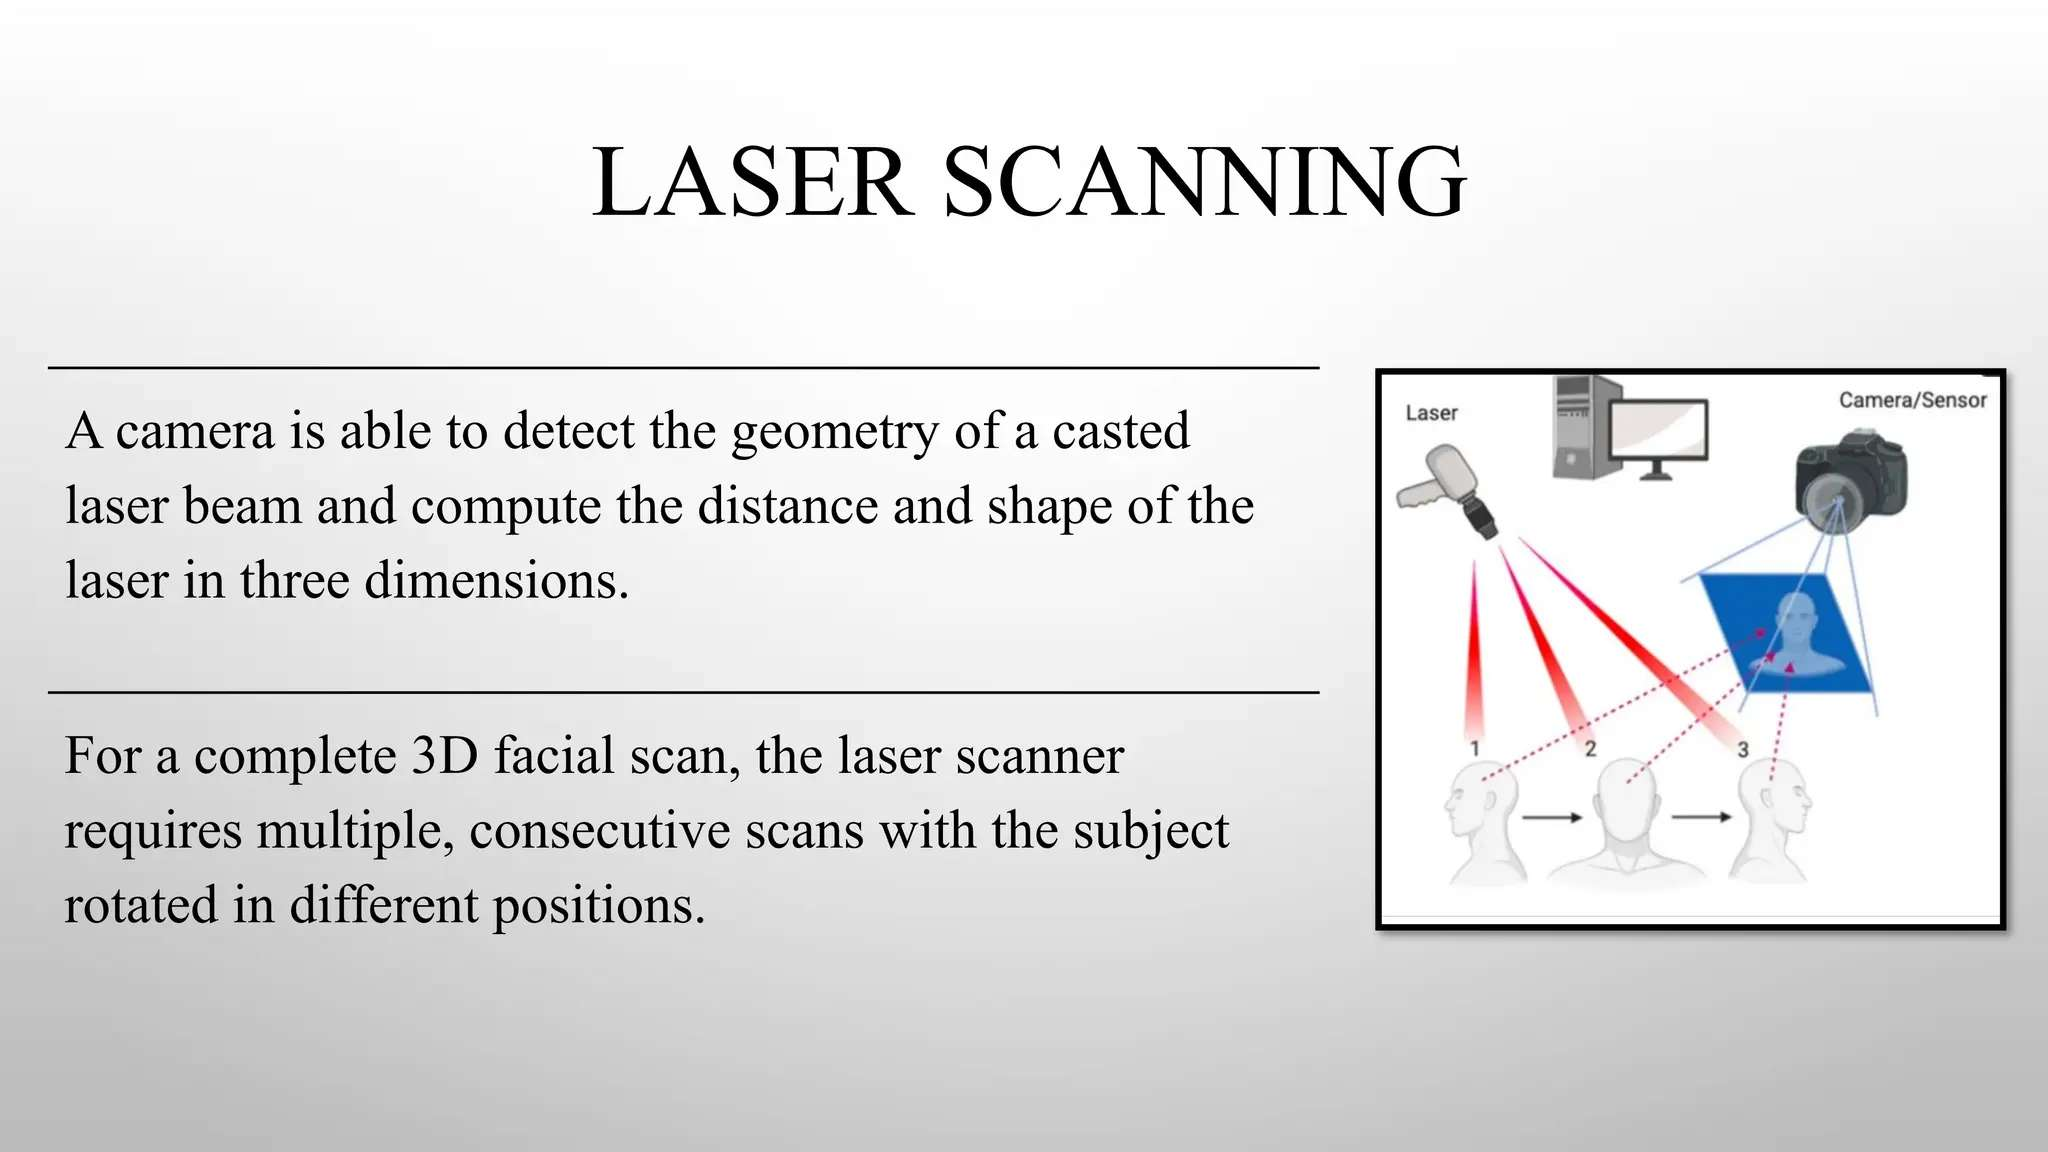 LASER SCANNING
A camera is able to detect the geometry of a casted
laser beam and compute the distance and shape of the
laser in three dimensions.
For a complete 3D facial scan, the laser scanner
requires multiple, consecutive scans with the subject
rotated in different positions.
Laser
Camera/Sensor
1 2 3